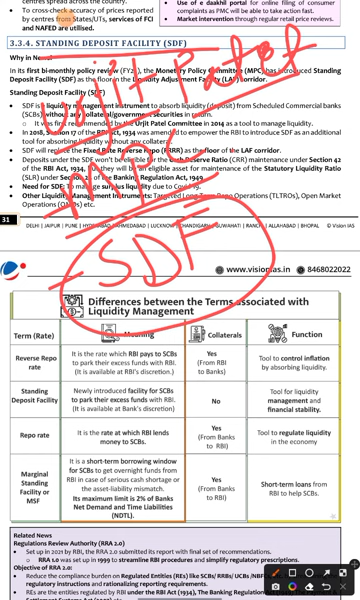 credits spread across the country.
To cross-check accuracy of prices reported by centres from States/UTs, services of FCI and NAFED are utilised.
Use of e daakhil portal for online filing of consumer complaints as PMC will be able to take action fast.
Market intervention through regular retail price reviews.
3.3.4. STANDING DEPOSIT FACILITY (SDF)
Why in News?
In its first bi-monthly policy review (FY23), the Monetary Policy Committee (MPC) has introduced Standing
Deposit Facility (SDF) as the floor in the Liquidity Adjustment Facility (LAF) corridor.
Standing Deposit Facility (SDF)
• SDF is a liquidity management instrument to absorb liquidity (deposit) from Scheduled commercial banks
(SCBs) without any collateral/government securities in return.
o It was first recommended by the Urjit Patel Committee in 2014 as a tool to manage liquidity.
• In 2018, Section 17 of the RBI Act, 1934 was amended to empower the RBI to introduce SDF as an additional
tool for absorbing liquidity without any collateral.
• SDF will replace the Fixed Rate Reverse Repo (FRRR) as the floor of the LAF corridor.
• Deposits under the SDF won't be for the Cash Reserve Ratio (CRR) maintenance under Section 42
of the RBI Act, 1934, they will be an eligible asset for maintenance of the Statutory Liquidity Ratio
(SLR) under Section 24 of the Banking Regulation Act, 1949.
• Need for SDF: To manage surplus liquidity due to Covid-19.
• Other Liquidity Management Instruments: Targeted Long-Term Repo Operations (TLTROs), Open Market
Operations (OMOs) etc.
Urjit Patel
MPC
SDF
31
DELHI | JAIPUR | PUNE | HYDERABAD | AHMEDABAD | LUCKNOW | CHANDIGARH | GUWAHATI | RANCHI | ALLAHABAD | BHOPAL © Vision IAS
www.visionias.in 8468022022
Differences between the Terms associated with
Liquidity Management
Term (Rate) Meaning Collaterals Function
Reverse Repo rate
It is the rate which RBI pays to SCBs to park their excess funds with RBI. (It is available at RBI's discretion.)
Yes (From RBI to Banks)
Tool to control inflation by absorbing liquidity.
Standing Deposit Facility
Newly introduced facility for SCBs to park their excess funds with RBI. (It is available at Bank's discretion)
No
Tool for liquidity management and financial stability.
Repo rate
It is the rate at which RBI lends money to SCBs.
Yes (From Banks to RBI)
Tool to regulate liquidity in the economy
Marginal Standing Facility or MSF
It is a short-term borrowing window for SCBs to get overnight funds from RBI in case of serious cash shortage or the asset-liability mismatch. Its maximum limit is 2% of Banks Net Demand and Time Liabilities (NDTL).
Yes (From Banks to RBI)
Short-term loans from RBI to help SCBs.
Related News
Regulations Review Authority (RRA 2.0)
• Set up in 2021 by RBI, the RRA 2.0 submitted its report with final set of recommendations.
o RRA 1.0 was set up in 1999 to streamline RBI procedures and simplify regulatory prescriptions.
Objective of RRA 2.0:
• Reduce the compliance burden on Regulated Entities (REs) like SCBs/ RRBs/ UCBs /NBFC
regulatory instructions and rationalizing reporting requirements.
• REs are the entities regulated by RBI under the RBI Act (1934), The Banking Regulation